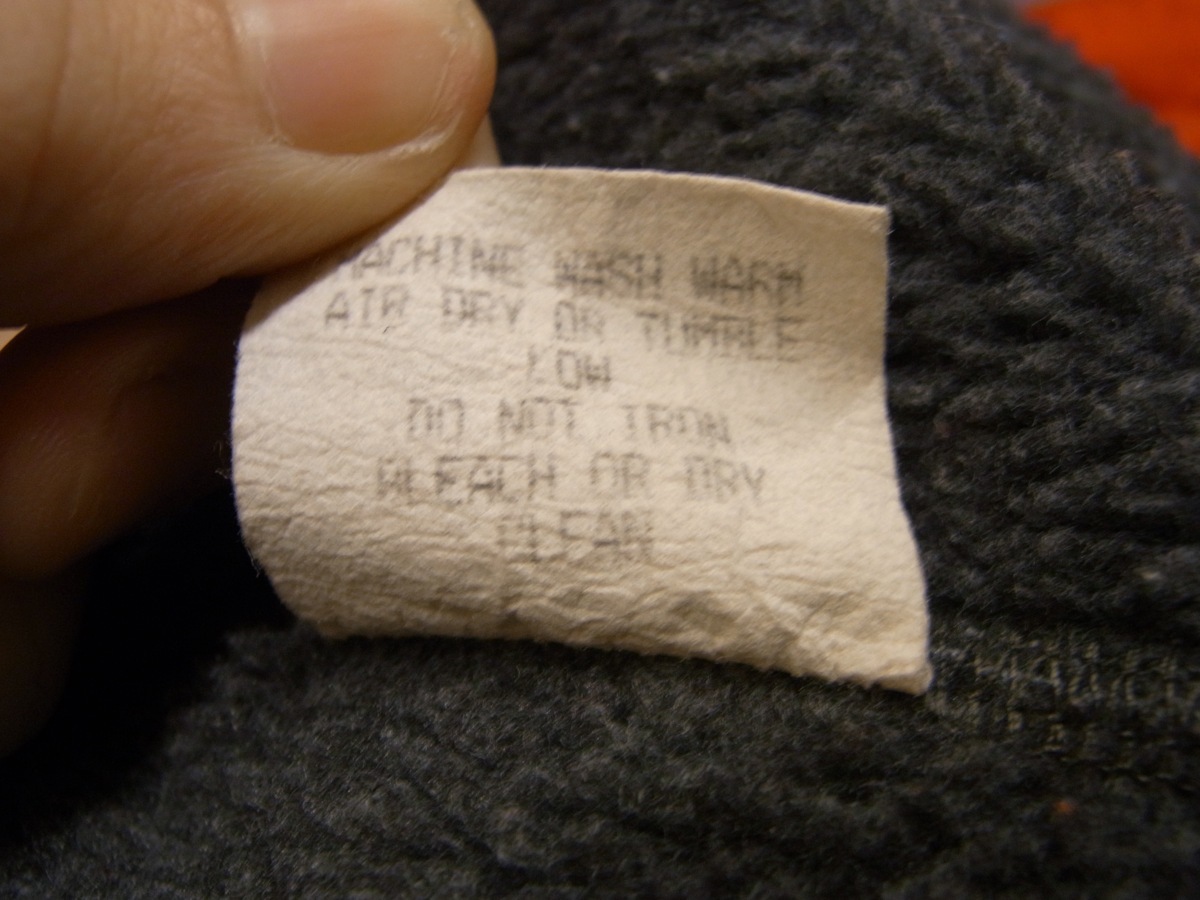 MACHINE WASH WARM
AIR DRY OR TUMBLE
LOW
DO NOT IRON
BLEACH OR DRY
CLEAN